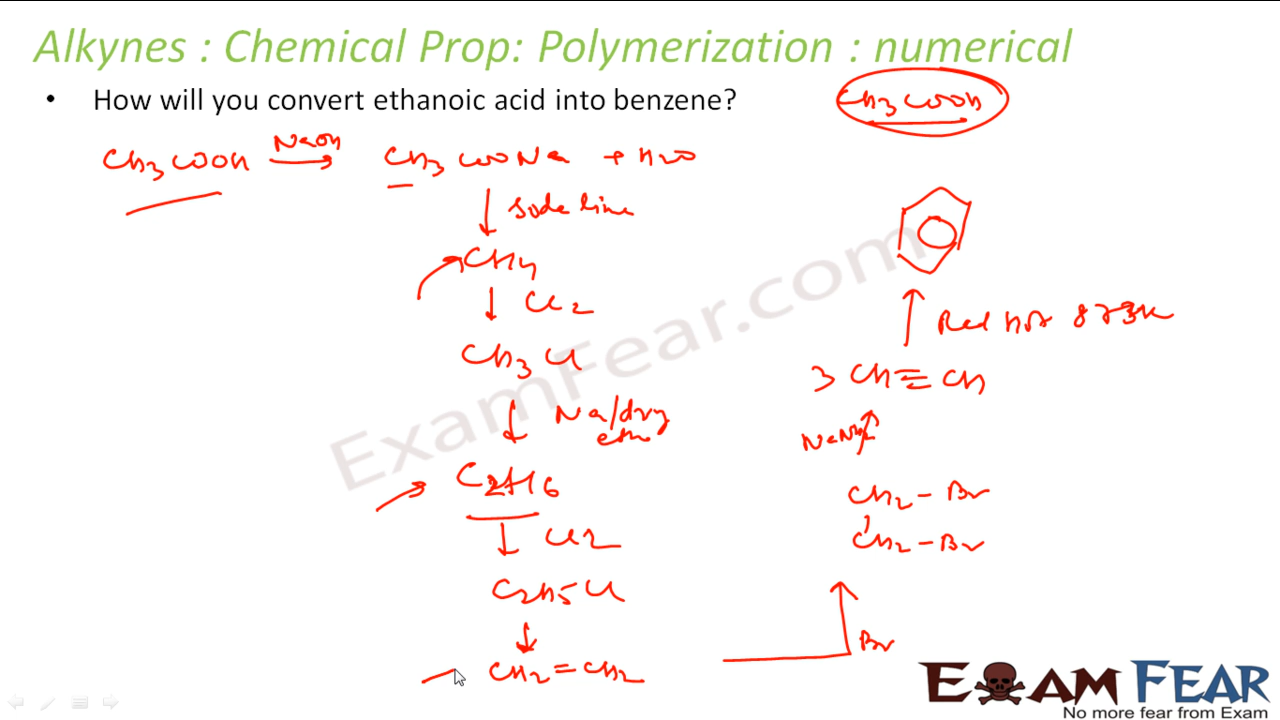 Alkynes : Chemical Prop: Polymerization : numerical
• How will you convert ethanoic acid into benzene?
CH3COOH
CH3COOH NaOH → CH3COONa + H2O
↓ Soda lime
CH4
↓ Cl2
CH3Cl
↓ Na/dry
ether
C2H6
↓ Cl2
C2H5Cl
↓
CH2=CH2
Br
CH2-Br
CH2-Br
NaNH2
3 CH≡CH
Red hot 873K
ExamFear.com
EXAM FEAR
No more fear from Exam